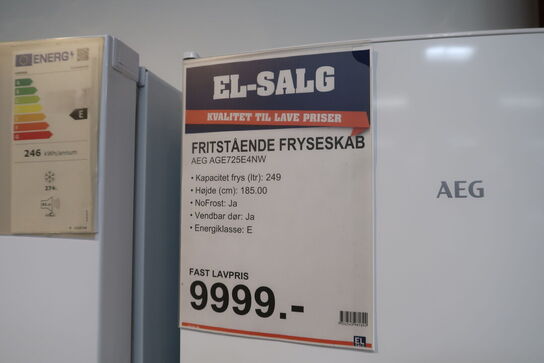 ENERG
E
246 kWh/annum
274L
EL-SALG
KVALITET TIL LAVE PRISER
FRITSTÅENDE FRYSESKAB
AEG AGE725E4NW
• Kapacitet frys (ltr): 249
• Højde (cm): 185.00
• NoFrost: Ja
• Vendbar dør: Ja
• Energiklasse: E
FAST LAVPRIS
9999.-
EL
AEG